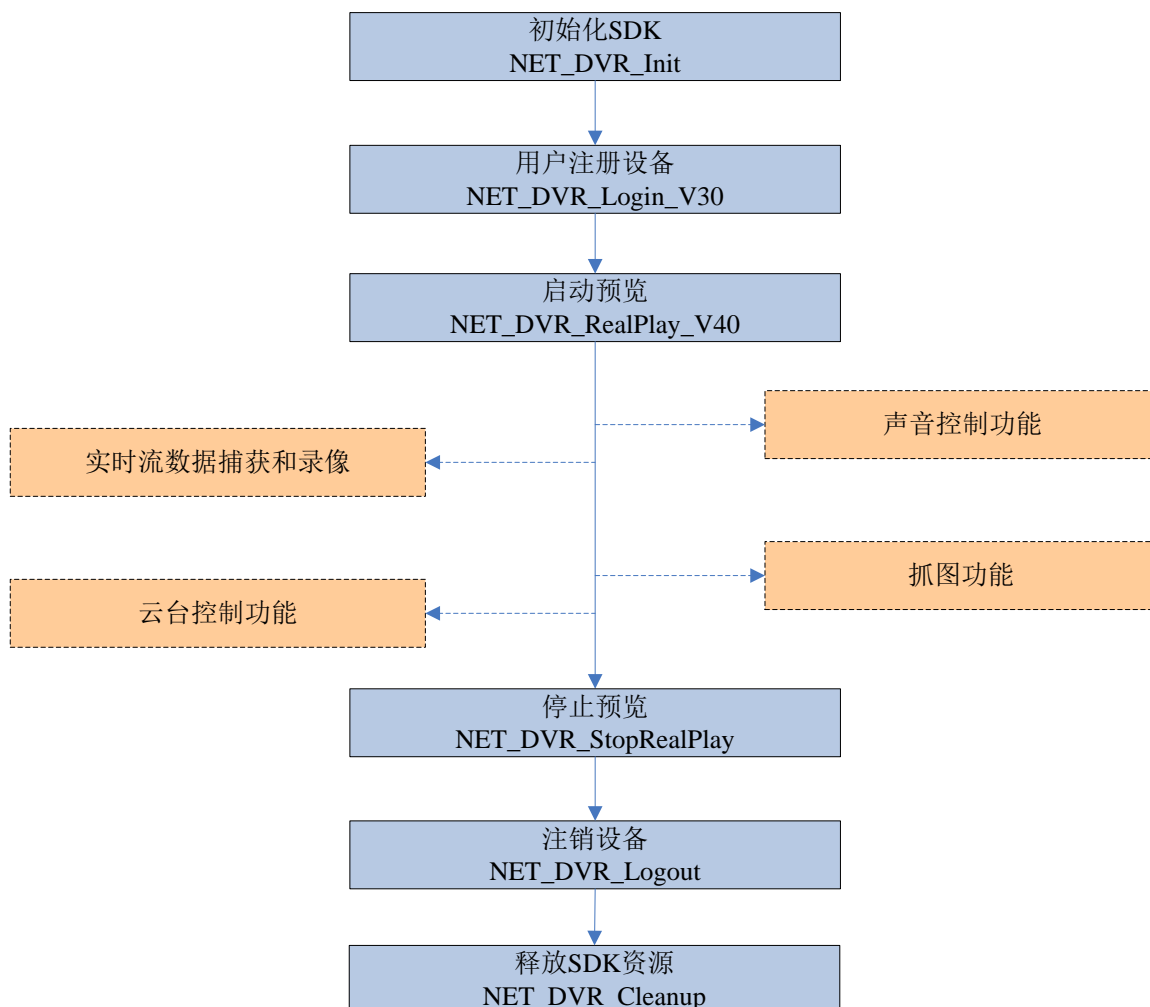 初始化SDK
NET_DVR_Init
用户注册设备
NET_DVR_Login_V30
启动预览
NET_DVR_RealPlay_V40
声音控制功能
实时流数据捕获和录像
抓图功能
云台控制功能
停止预览
NET_DVR_StopRealPlay
注销设备
NET_DVR_Logout
释放SDK资源
NET_DVR_Cleanup